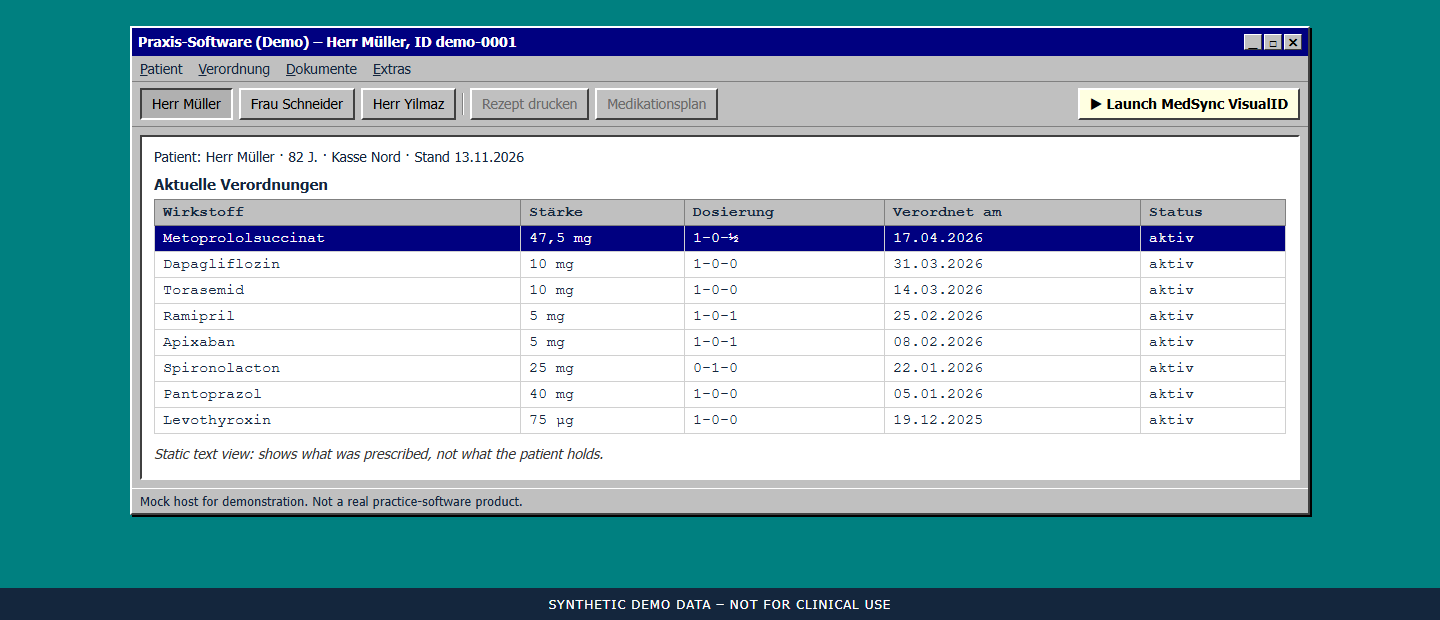 Praxis-Software (Demo) – Herr Müller, ID demo-0001
Patient Verordnung Dokumente Extras
Herr Müller Frau Schneider Herr Yilmaz Rezept drucken Medikationsplan ▶ Launch MedSync VisualID
Patient: Herr Müller · 82 J. · Kasse Nord · Stand 13.11.2026
Aktuelle Verordnungen
Wirkstoff Stärke Dosierung Verordnet am Status
Metoprololsuccinat 47,5 mg 1-0-½ 17.04.2026 aktiv
Dapagliflozin 10 mg 1-0-0 31.03.2026 aktiv
Torasemid 10 mg 1-0-0 14.03.2026 aktiv
Ramipril 5 mg 1-0-1 25.02.2026 aktiv
Apixaban 5 mg 1-0-1 08.02.2026 aktiv
Spironolacton 25 mg 0-1-0 22.01.2026 aktiv
Pantoprazol 40 mg 1-0-0 05.01.2026 aktiv
Levothyroxin 75 µg 1-0-0 19.12.2025 aktiv
Static text view: shows what was prescribed, not what the patient holds.
Mock host for demonstration. Not a real practice-software product.
SYNTHETIC DEMO DATA – NOT FOR CLINICAL USE